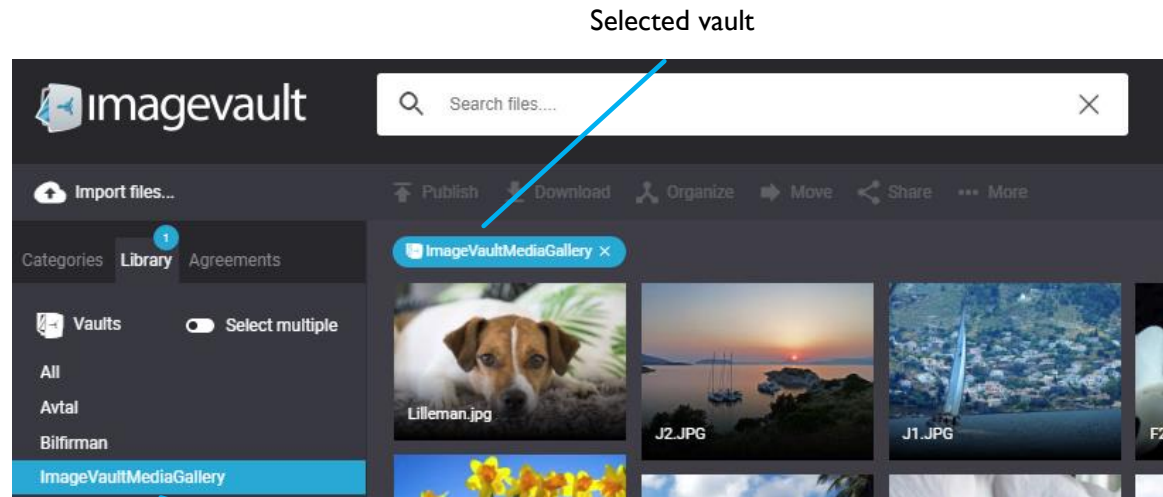 Selected vault
imagevault
Search files....
Import files...
Publish Download Organize Move Share More
Categories Library 1 Agreements
ImageVaultMediaGallery
Vaults Select multiple
All
Avtal
Bilfirman
ImageVaultMediaGallery
Lilleman.jpg
J2.JPG
J1.JPG